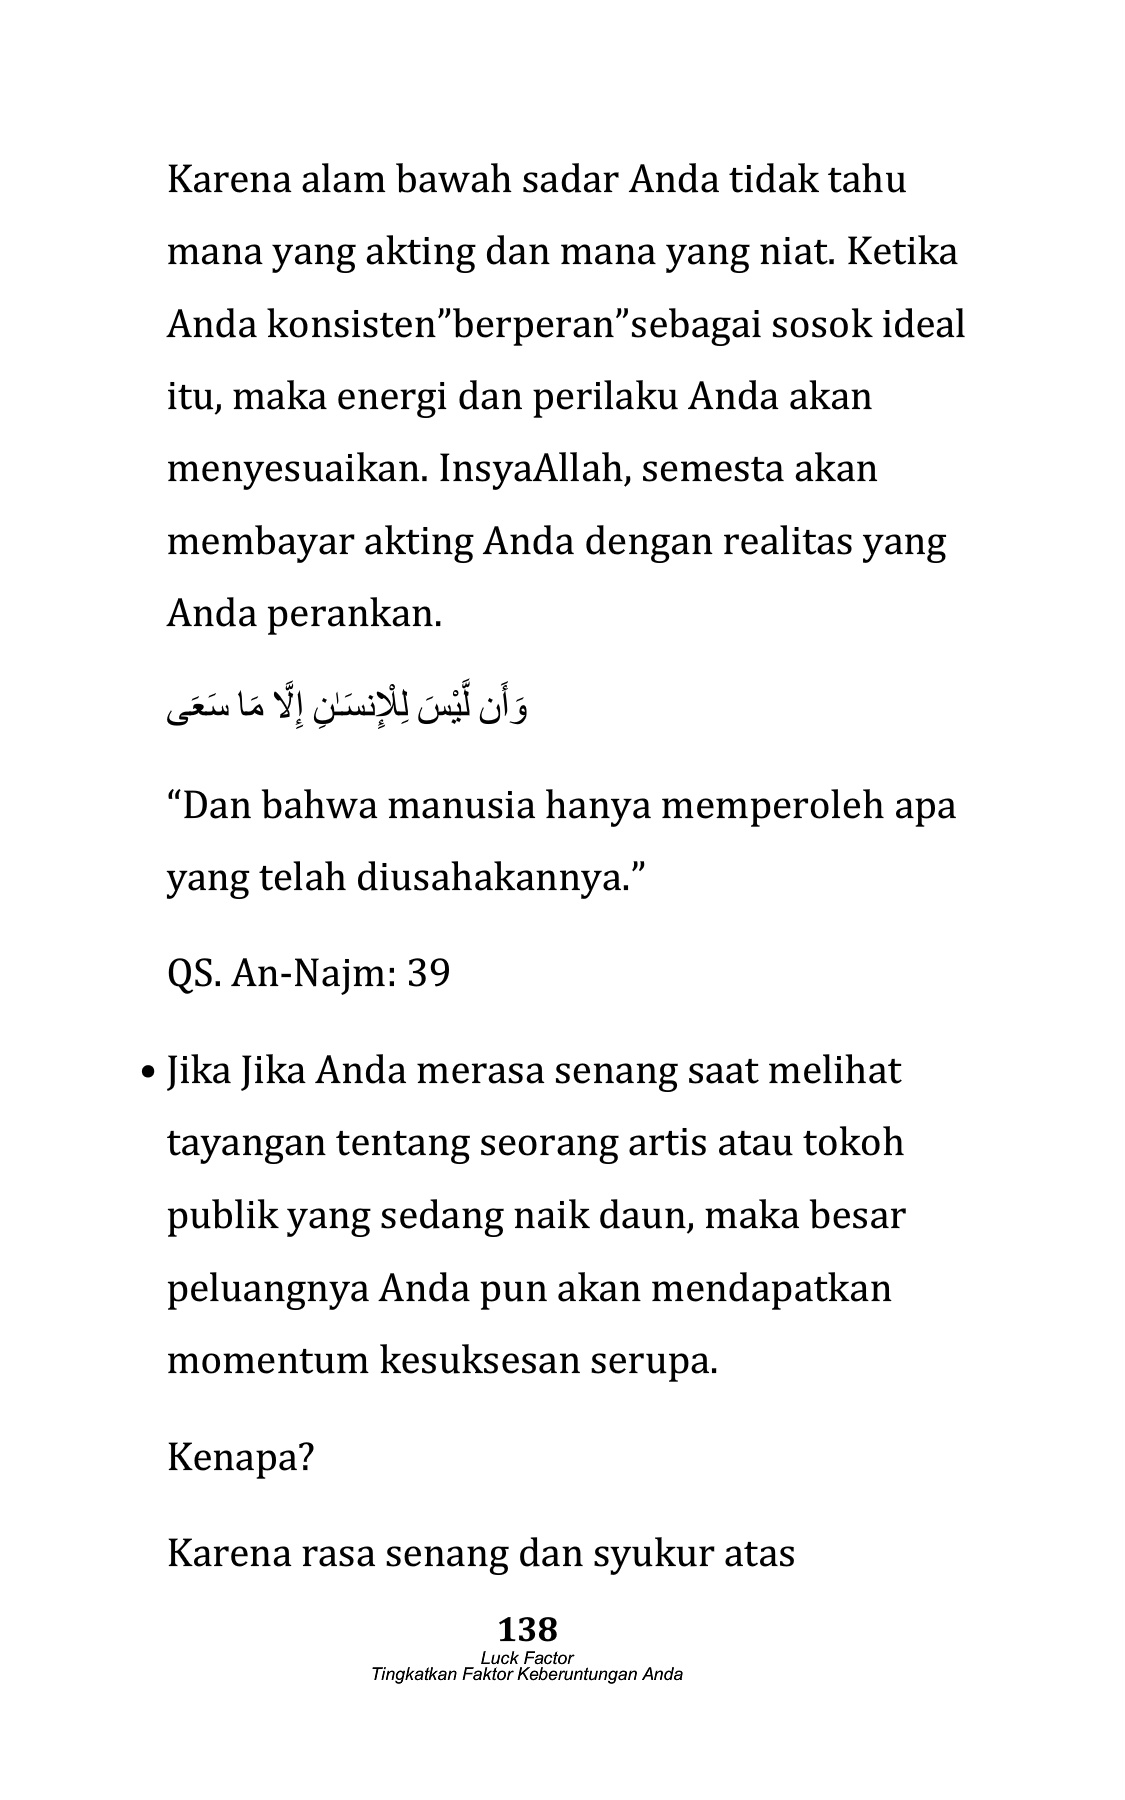 Karena alam bawah sadar Anda tidak tahu
mana yang akting dan mana yang niat. Ketika
Anda konsisten”berperan”sebagai sosok ideal
itu, maka energi dan perilaku Anda akan
menyesuaikan. InsyaAllah, semesta akan
membayar akting Anda dengan realitas yang
Anda perankan.
وَأَن لَّيْسَ لِلْإِنسَـٰنِ إِلَّا مَا سَعَى
“Dan bahwa manusia hanya memperoleh apa
yang telah diusahakannya.”
QS. An-Najm: 39
• Jika Jika Anda merasa senang saat melihat
tayangan tentang seorang artis atau tokoh
publik yang sedang naik daun, maka besar
peluangnya Anda pun akan mendapatkan
momentum kesuksesan serupa.
Kenapa?
Karena rasa senang dan syukur atas
138
Luck Factor
Tingkatkan Faktor Keberuntungan Anda